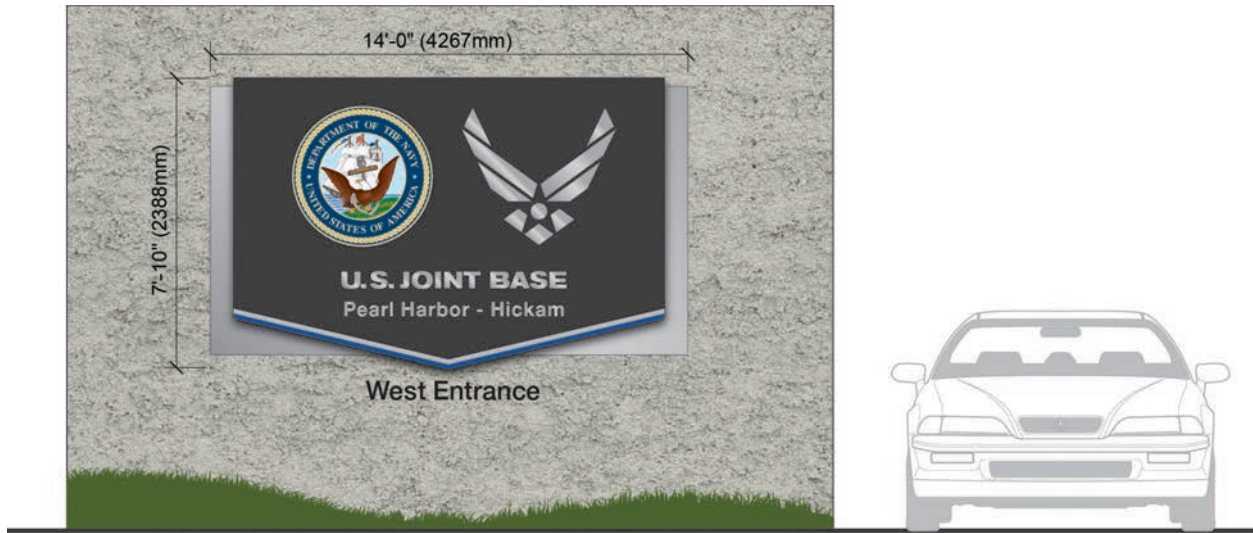 14'-0" (4267mm)
7'-10" (2388mm)
DEPARTMENT OF THE NAVY
UNITED STATES OF AMERICA
U.S. JOINT BASE
Pearl Harbor - Hickam
West Entrance